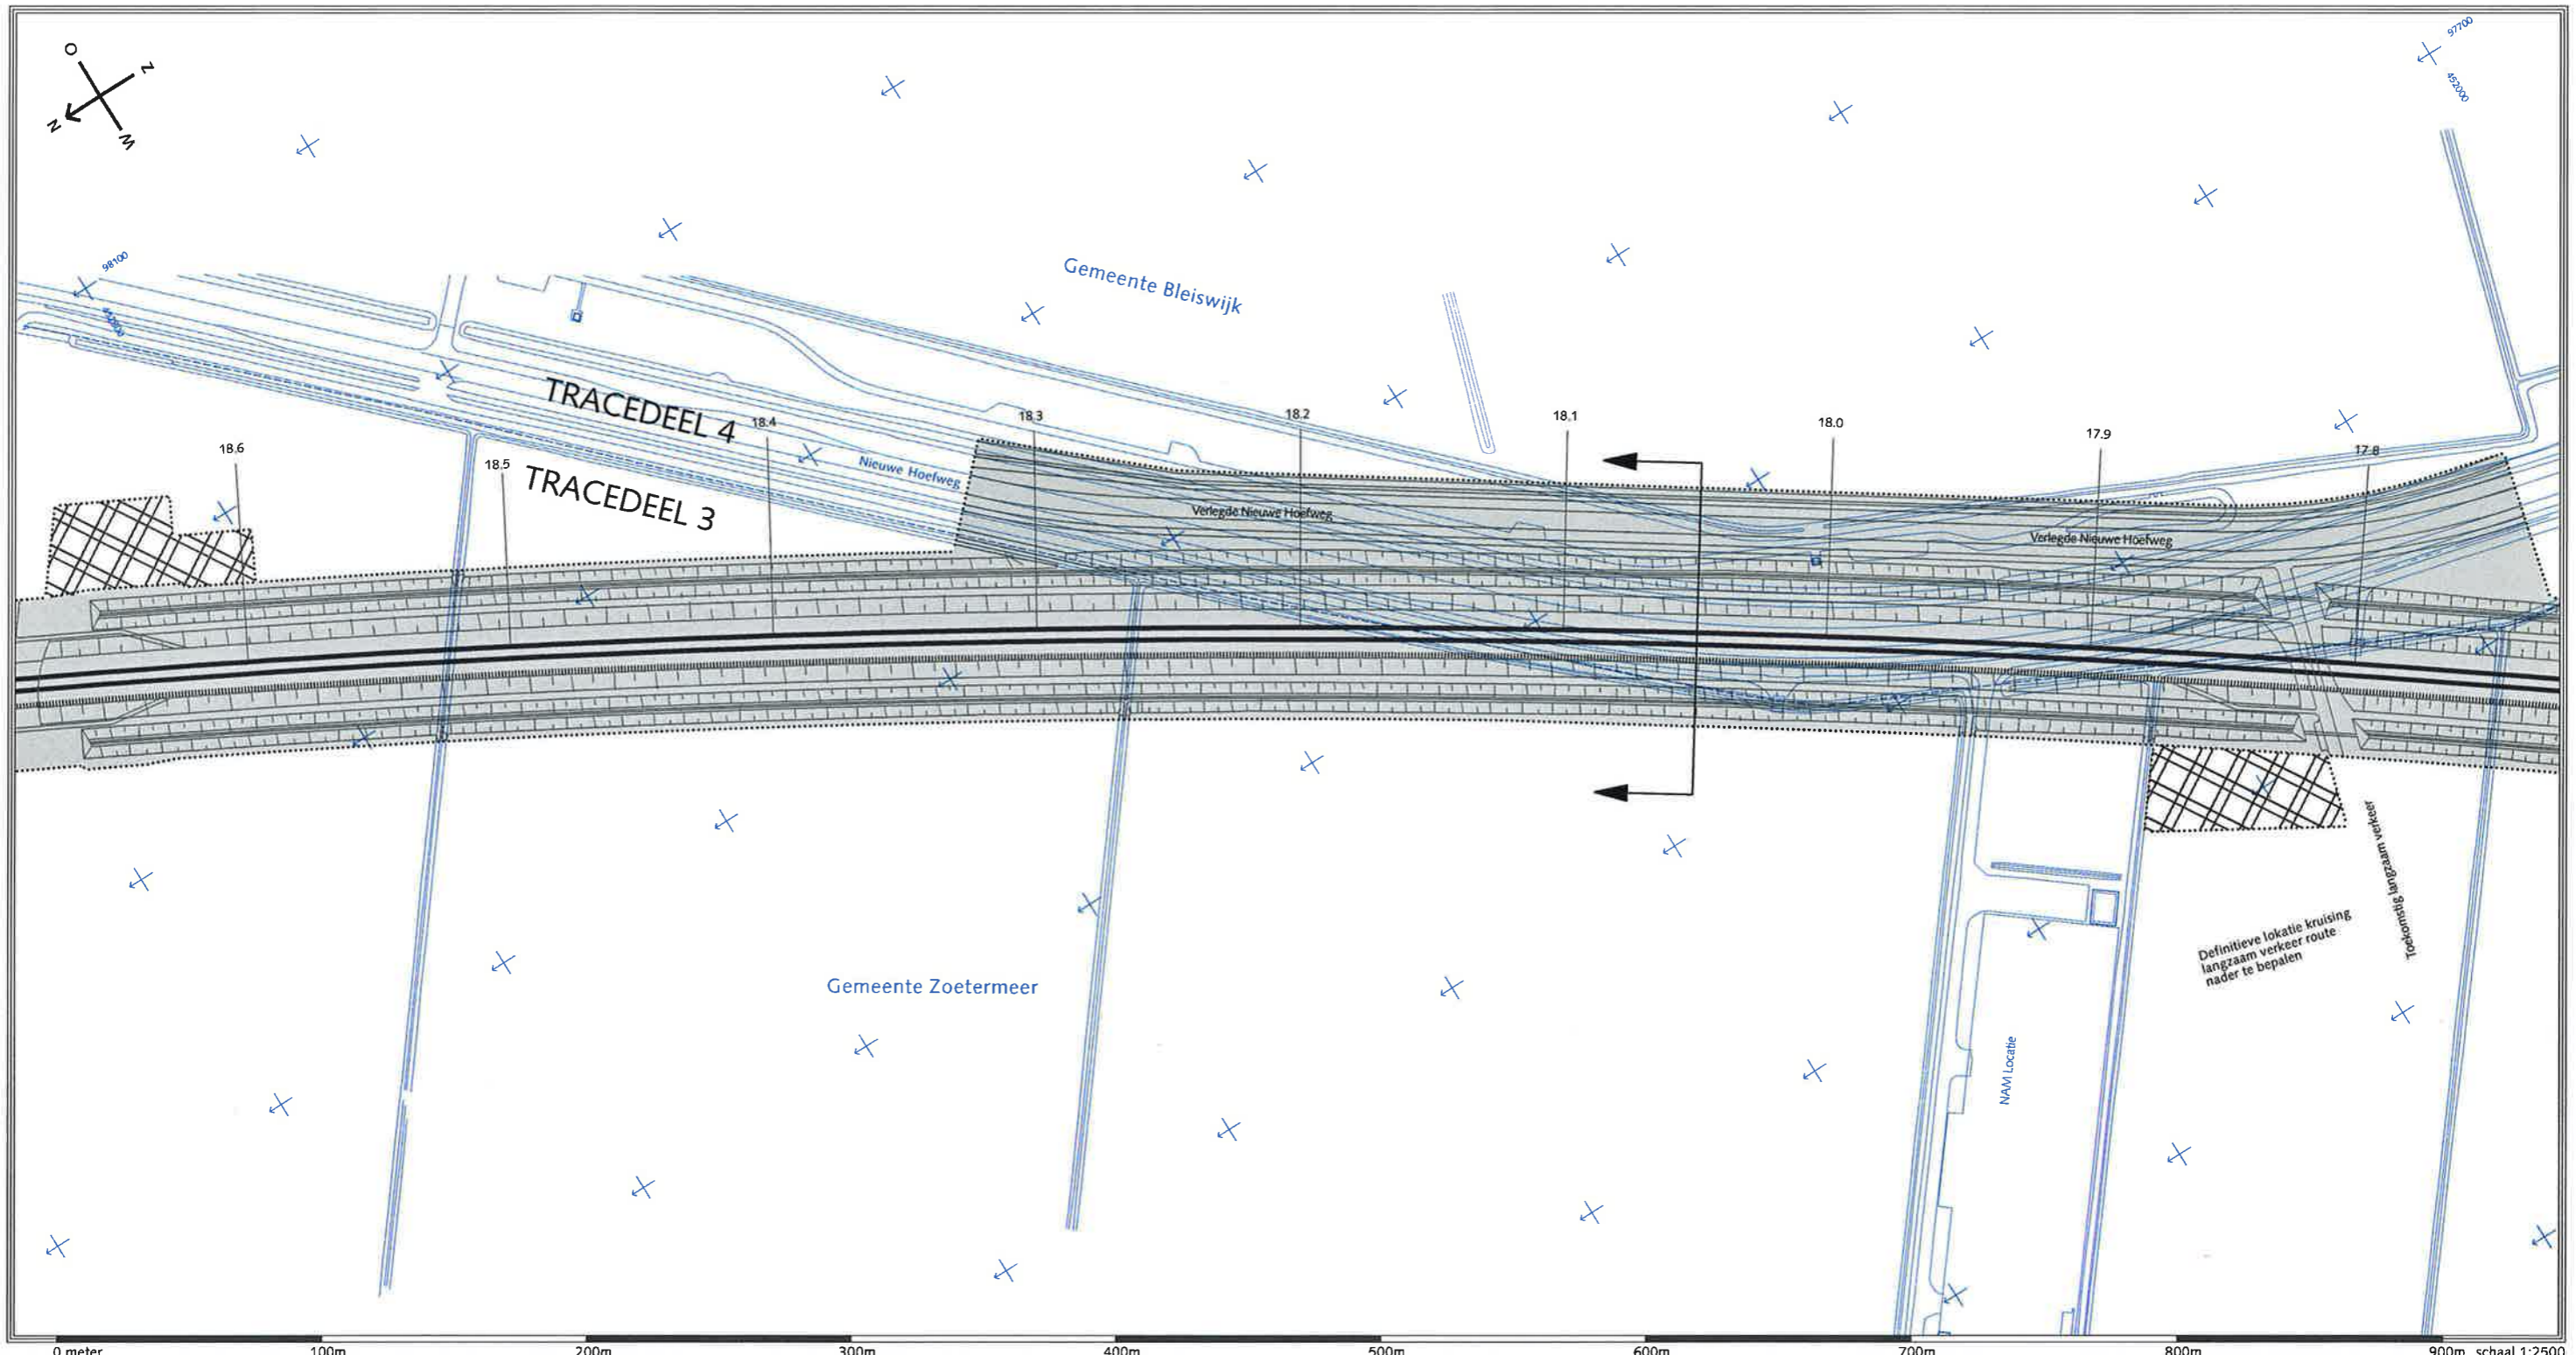 97700
452000
O
Z
N
W
98100
Gemeente Bleiswijk
TRACEDEEL 4
18.6
18.5
18.4
18.3
18.2
18.1
18.0
17.9
17.8
Nieuwe Hoefweg
TRACEDEEL 3
Verlegde Nieuwe Hoefweg
Verlegde Nieuwe Hoefweg
Toekomstig langzaam verkeer
Definitieve lokatie kruising
langzaam verkeer route
nader te bepalen
Gemeente Zoetermeer
NAM Locatie
0 meter
100m
200m
300m
400m
500m
600m
700m
800m
900m
schaal 1:2500